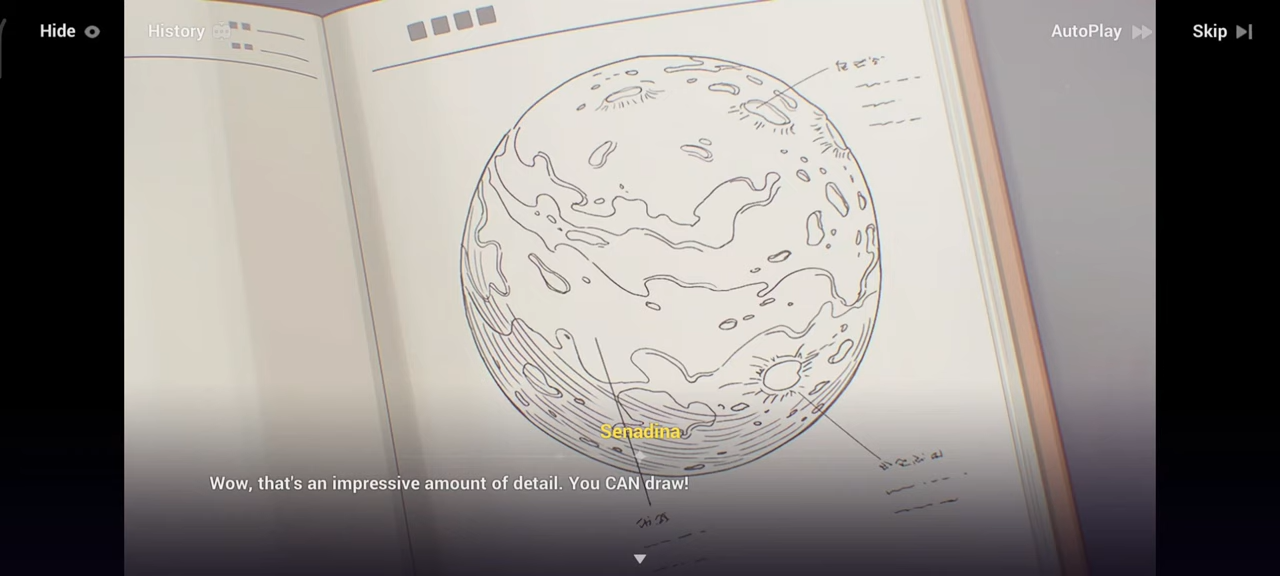 Hide
History
AutoPlay
Skip
Senadina
Wow, that's an impressive amount of detail. You CAN draw!